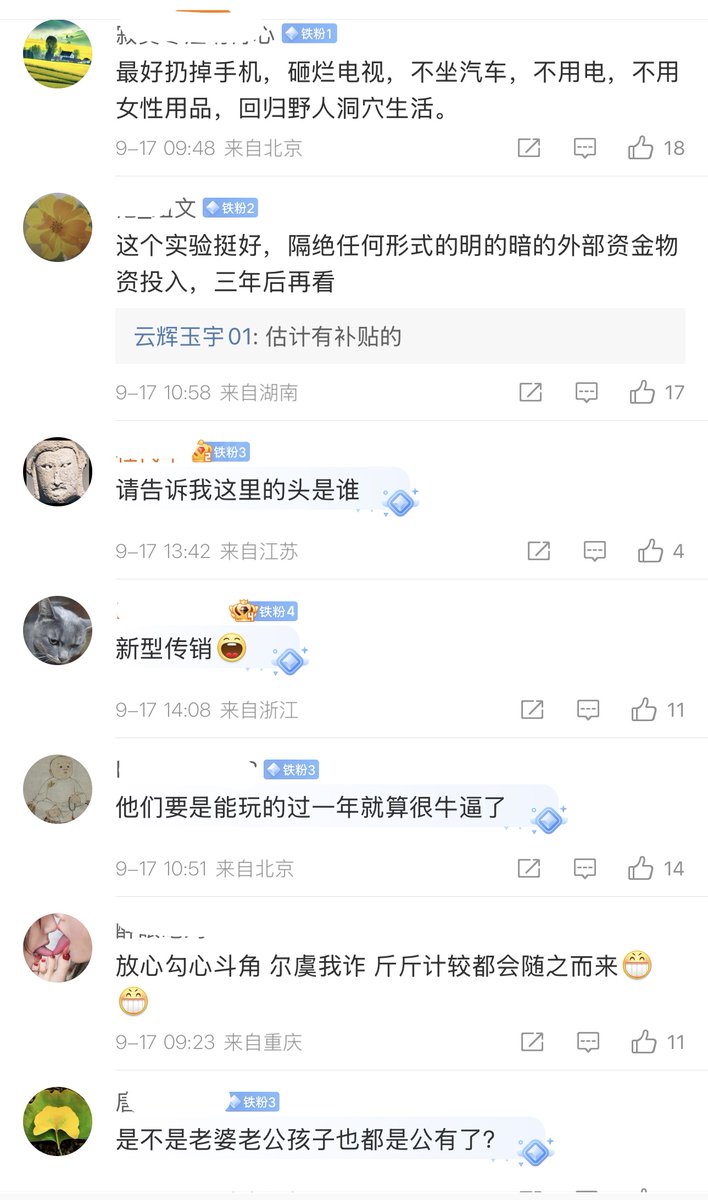 铁粉1
最好扔掉手机，砸烂电视，不坐汽车，不用电，不用
女性用品，回归野人洞穴生活。
9-17 09:48 来自北京
18
文 铁粉2
这个实验挺好，隔绝任何形式的明的暗的外部资金物
资投入，三年后再看
云辉玉宇01: 估计有补贴的
9-17 10:58 来自湖南
17
铁粉3
请告诉我这里的头是谁
9-17 13:42 来自江苏
4
铁粉4
新型传销
9-17 14:08 来自浙江
11
铁粉3
他们要是能玩的过一年就算很牛逼了
9-17 10:51 来自北京
14
放心勾心斗角 尔虞我诈 斤斤计较都会随之而来
9-17 09:23 来自重庆
11
铁粉3
是不是老婆老公孩子也都是公有了?